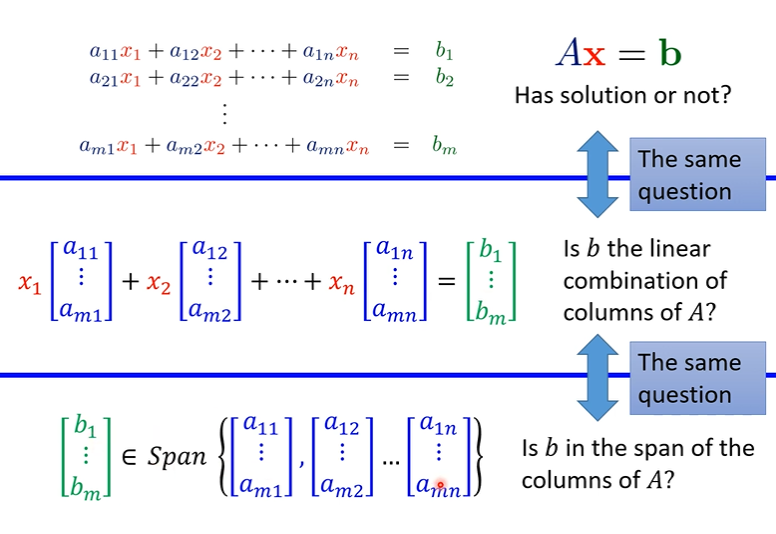 a₁₁x₁ + a₁₂x₂ + ⋯ + a₁ₙxₙ = b₁
a₂₁x₁ + a₂₂x₂ + ⋯ + a₂ₙxₙ = b₂
⋮
aₘ₁x₁ + aₘ₂x₂ + ⋯ + aₘₙxₙ = bₘ
Ax = b
Has solution or not?
The same
question
x₁ [a₁₁ ⋮ aₘ₁] + x₂ [a₁₂ ⋮ aₘ₂] + ⋯ + xₙ [a₁ₙ ⋮ aₘₙ] = [b₁ ⋮ bₘ]
Is b the linear
combination of
columns of A?
The same
question
[b₁ ⋮ bₘ] ∈ Span {[a₁₁ ⋮ aₘ₁], [a₁₂ ⋮ aₘ₂] … [a₁ₙ ⋮ aₘₙ]}
Is b in the span of the
columns of A?